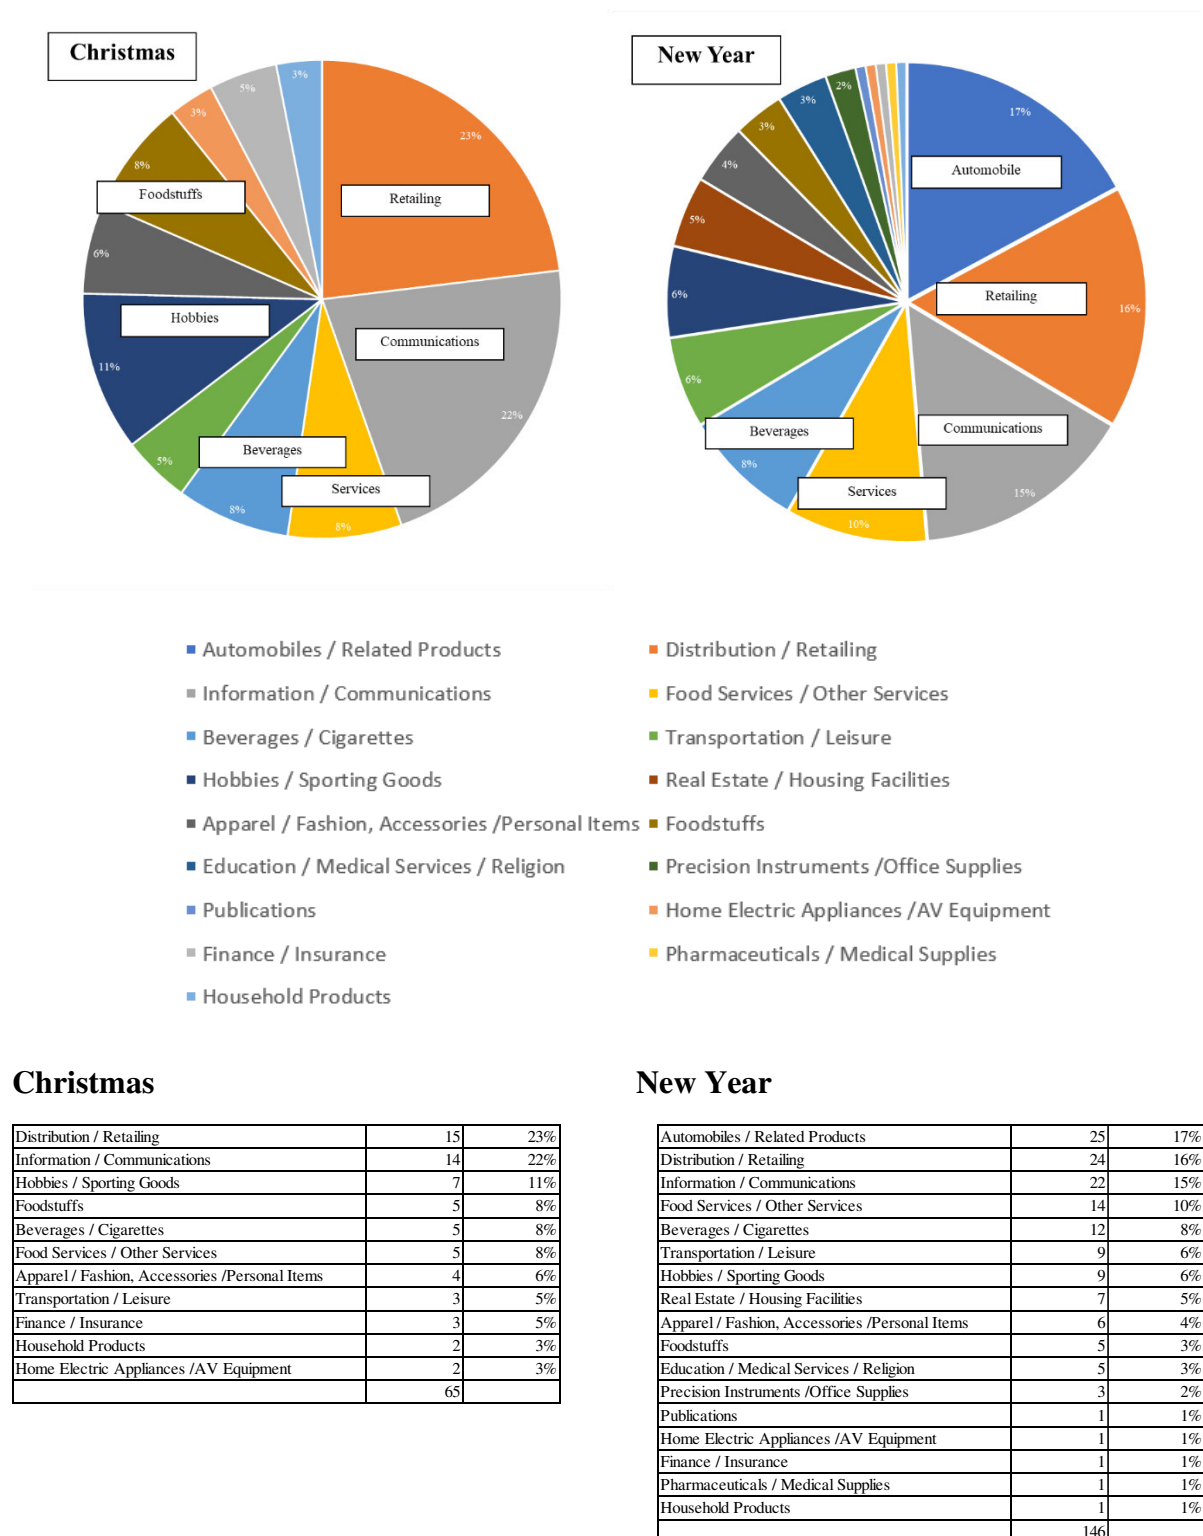 Christmas
3%
5%
3%
8%
Foodstuffs
6%
Hobbies
11%
5%
Beverages
8%
Services
8%
Communications
22%
Retailing
23%
New Year
17%
Automobile
Retailing
16%
Communications
15%
Services
10%
Beverages
8%
6%
6%
5%
4%
3%
3%
2%
Automobiles / Related Products
Distribution / Retailing
Information / Communications
Food Services / Other Services
Beverages / Cigarettes
Transportation / Leisure
Hobbies / Sporting Goods
Real Estate / Housing Facilities
Apparel / Fashion, Accessories /Personal Items
Foodstuffs
Education / Medical Services / Religion
Precision Instruments /Office Supplies
Publications
Home Electric Appliances /AV Equipment
Finance / Insurance
Pharmaceuticals / Medical Supplies
Household Products
Christmas
Distribution / Retailing 15 23%
Information / Communications 14 22%
Hobbies / Sporting Goods 7 11%
Foodstuffs 5 8%
Beverages / Cigarettes 5 8%
Food Services / Other Services 5 8%
Apparel / Fashion, Accessories /Personal Items 4 6%
Transportation / Leisure 3 5%
Finance / Insurance 3 5%
Household Products 2 3%
Home Electric Appliances /AV Equipment 2 3%
65
New Year
Automobiles / Related Products 25 17%
Distribution / Retailing 24 16%
Information / Communications 22 15%
Food Services / Other Services 14 10%
Beverages / Cigarettes 12 8%
Transportation / Leisure 9 6%
Hobbies / Sporting Goods 9 6%
Real Estate / Housing Facilities 7 5%
Apparel / Fashion, Accessories /Personal Items 6 4%
Foodstuffs 5 3%
Education / Medical Services / Religion 5 3%
Precision Instruments /Office Supplies 3 2%
Publications 1 1%
Home Electric Appliances /AV Equipment 1 1%
Finance / Insurance 1 1%
Pharmaceuticals / Medical Supplies 1 1%
Household Products 1 1%
146